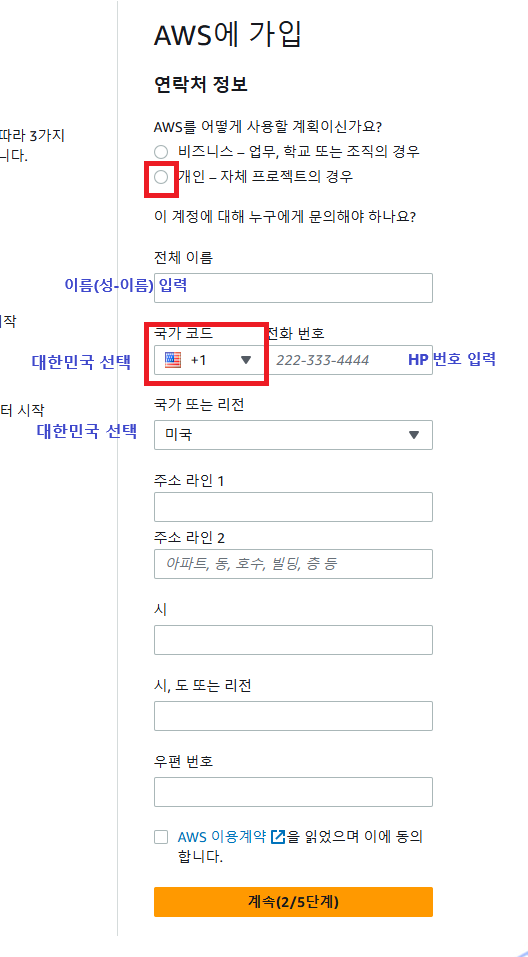 AWS에 가입
연락처 정보
AWS를 어떻게 사용할 계획이신가요?
비즈니스 – 업무, 학교 또는 조직의 경우
따라 3가지
니다.
개인 – 자체 프로젝트의 경우
이 계정에 대해 누구에게 문의해야 하나요?
전체 이름
이름(성-이름) 입력
시작
국가 코드 전화 번호
대한민국 선택 +1 222-333-4444 HP 번호 입력
국가 또는 리전
터 시작
대한민국 선택 미국
주소 라인 1
주소 라인 2
아파트, 동, 호수, 빌딩, 층 등
시
시, 도 또는 리전
우편 번호
AWS 이용계약 을 읽었으며 이에 동의
합니다.
계속(2/5단계)